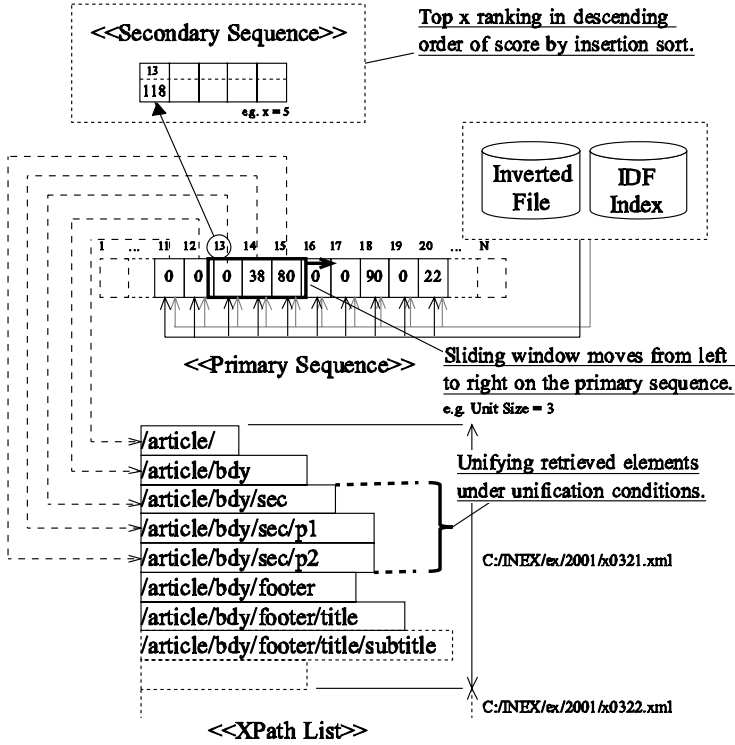 <<Secondary Sequence>>
Top x ranking in descending
order of score by insertion sort.
13
118
e.g. x = 5
Inverted
File
IDF
Index
1 ... 11 12 13 14 15 16 17 18 19 20 ... N
0 0 0 38 80 0 0 90 0 22
<<Primary Sequence>>
Sliding window moves from left
to right on the primary sequence.
e.g. Unit Size = 3
/article/
/article/bdy
/article/bdy/sec
/article/bdy/sec/p1
/article/bdy/sec/p2
/article/bdy/footer
/article/bdy/footer/title
/article/bdy/footer/title/subtitle
Unifying retrieved elements
under unification conditions.
C:/INEX/ex/2001/x0321.xml
C:/INEX/ex/2001/x0322.xml
<<XPath List>>